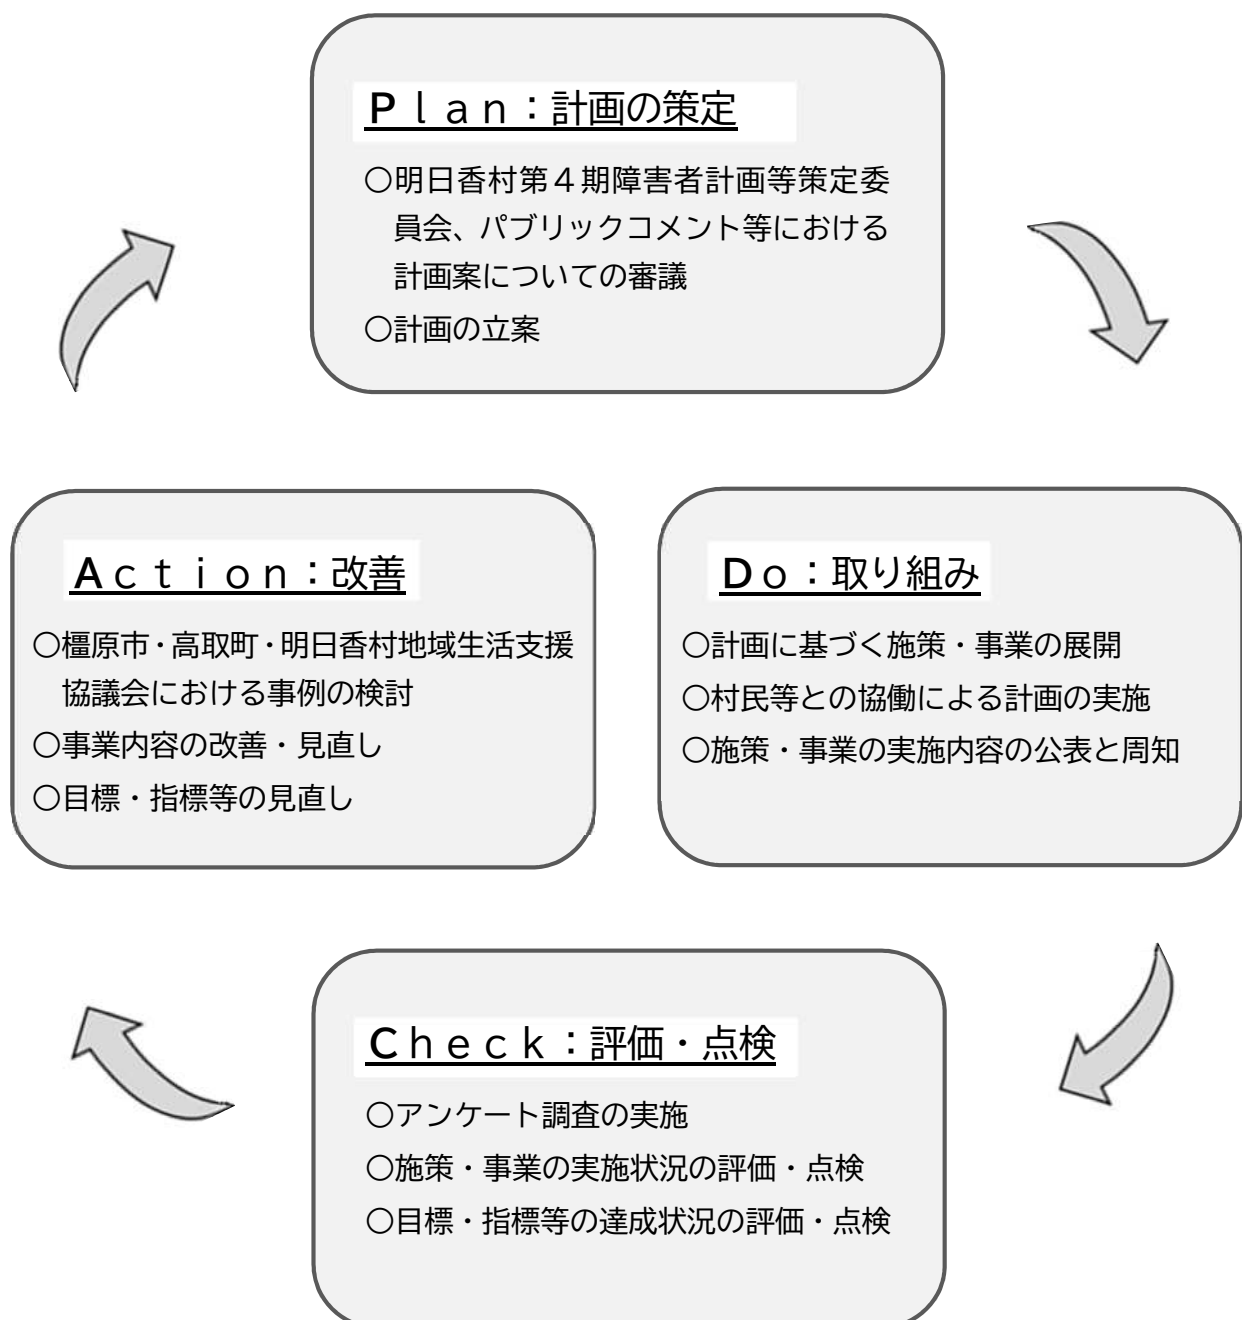 Ｐｌａｎ：計画の策定
○明日香村第４期障害者計画等策定委
員会、パブリックコメント等における
計画案についての審議
○計画の立案
Ａｃｔｉｏｎ：改善
○橿原市・高取町・明日香村地域生活支援
協議会における事例の検討
○事業内容の改善・見直し
○目標・指標等の見直し
Ｄｏ：取り組み
○計画に基づく施策・事業の展開
○村民等との協働による計画の実施
○施策・事業の実施内容の公表と周知
Ｃｈｅｃｋ：評価・点検
○アンケート調査の実施
○施策・事業の実施状況の評価・点検
○目標・指標等の達成状況の評価・点検